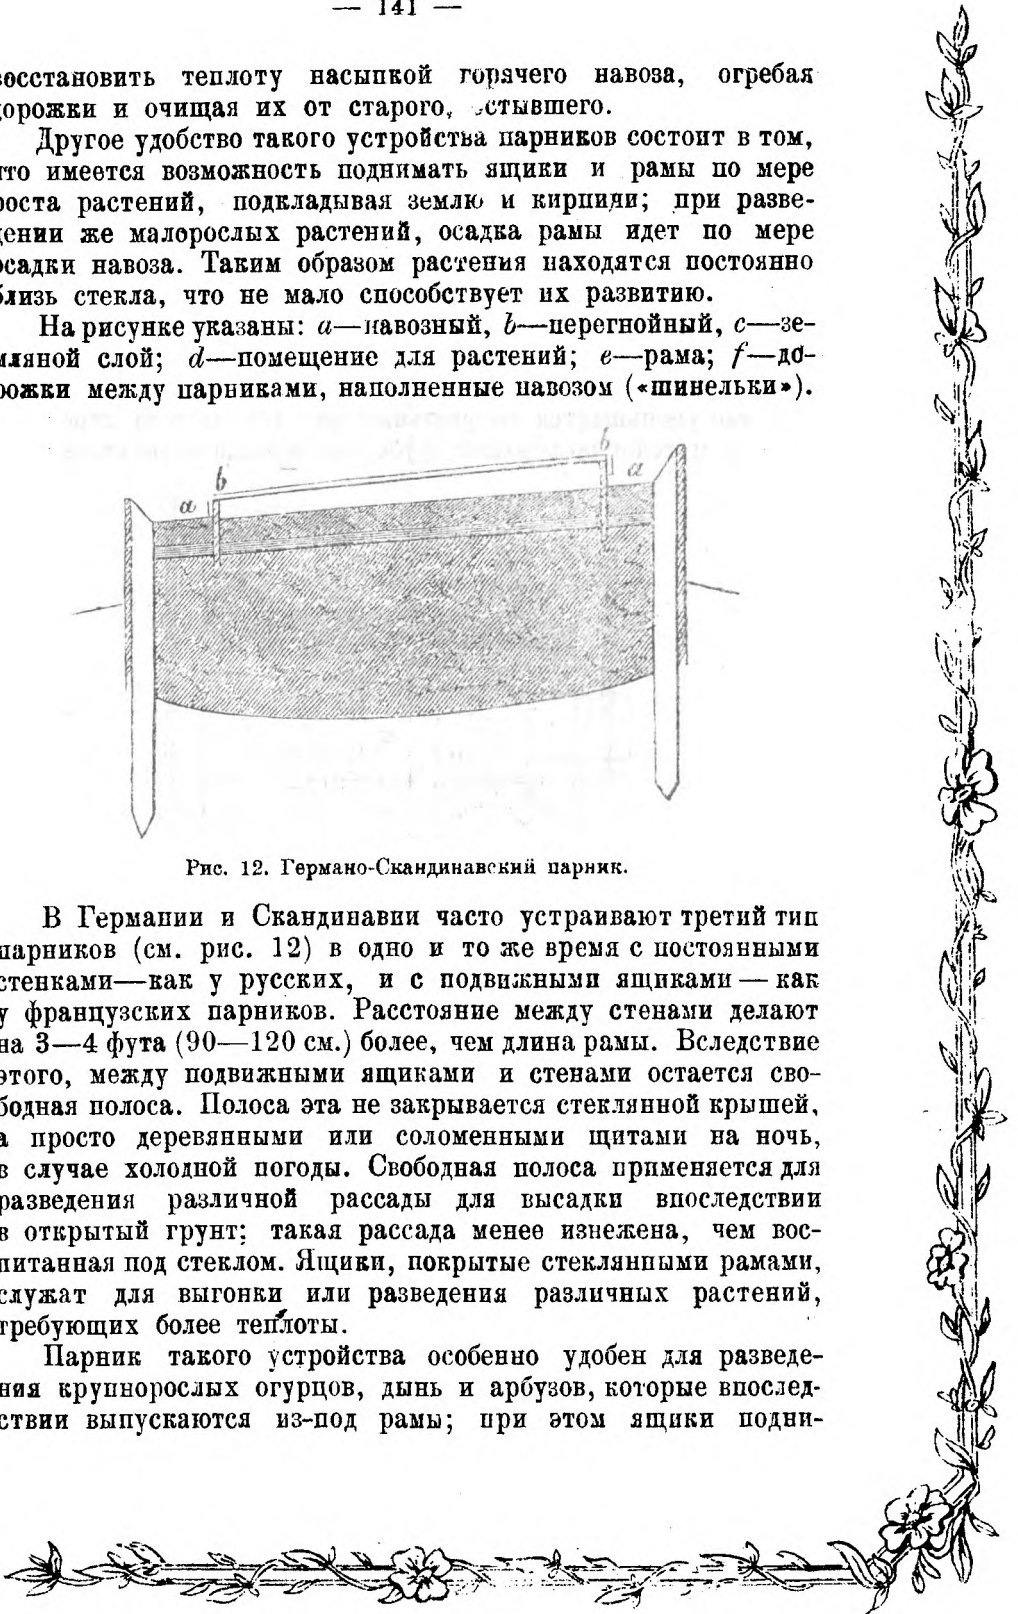 — 141 —
восстановить теплоту насыпкой горячего навоза, огребая
дорожки и очищая их от старого, остывшего.
Другое удобство такого устройства парников состоит в том,
что имеется возможность поднимать ящики и рамы по мере
роста растений, подкладывая землю и кирпичи; при разве-
дении же малорослых растений, осадка рамы идет по мере
осадки навоза. Таким образом растения находятся постоянно
близь стекла, что не мало способствует их развитию.
На рисунке указаны: a—навозный, b—перегнойный, c—зе-
мляной слой; d—помещение для растений; e—рама; f—до-
рожки между парниками, наполненные навозом («шинельки»).
b
a
b
a
Рис. 12. Германо-Скандинавский парник.
В Германии и Скандинавии часто устраивают третий тип
парников (см. рис. 12) в одно и то же время с постоянными
стенками—как у русских, и с подвижными ящиками — как
у французских парников. Расстояние между стенами делают
на 3—4 фута (90—120 см.) более, чем длина рамы. Вследствие
этого, между подвижными ящиками и стенами остается сво-
бодная полоса. Полоса эта не закрывается стеклянной крышей,
а просто деревянными или соломенными щитами на ночь,
в случае холодной погоды. Свободная полоса применяется для
разведения различной рассады для высадки впоследствии
в открытый грунт; такая рассада менее изнежена, чем вос-
питанная под стеклом. Ящики, покрытые стеклянными рамами,
служат для выгонки или разведения различных растений,
требующих более теплоты.
Парник такого устройства особенно удобен для разведе-
ния крупнорослых огурцов, дынь и арбузов, которые впослед-
ствии выпускаются из-под рамы; при этом ящики подни-